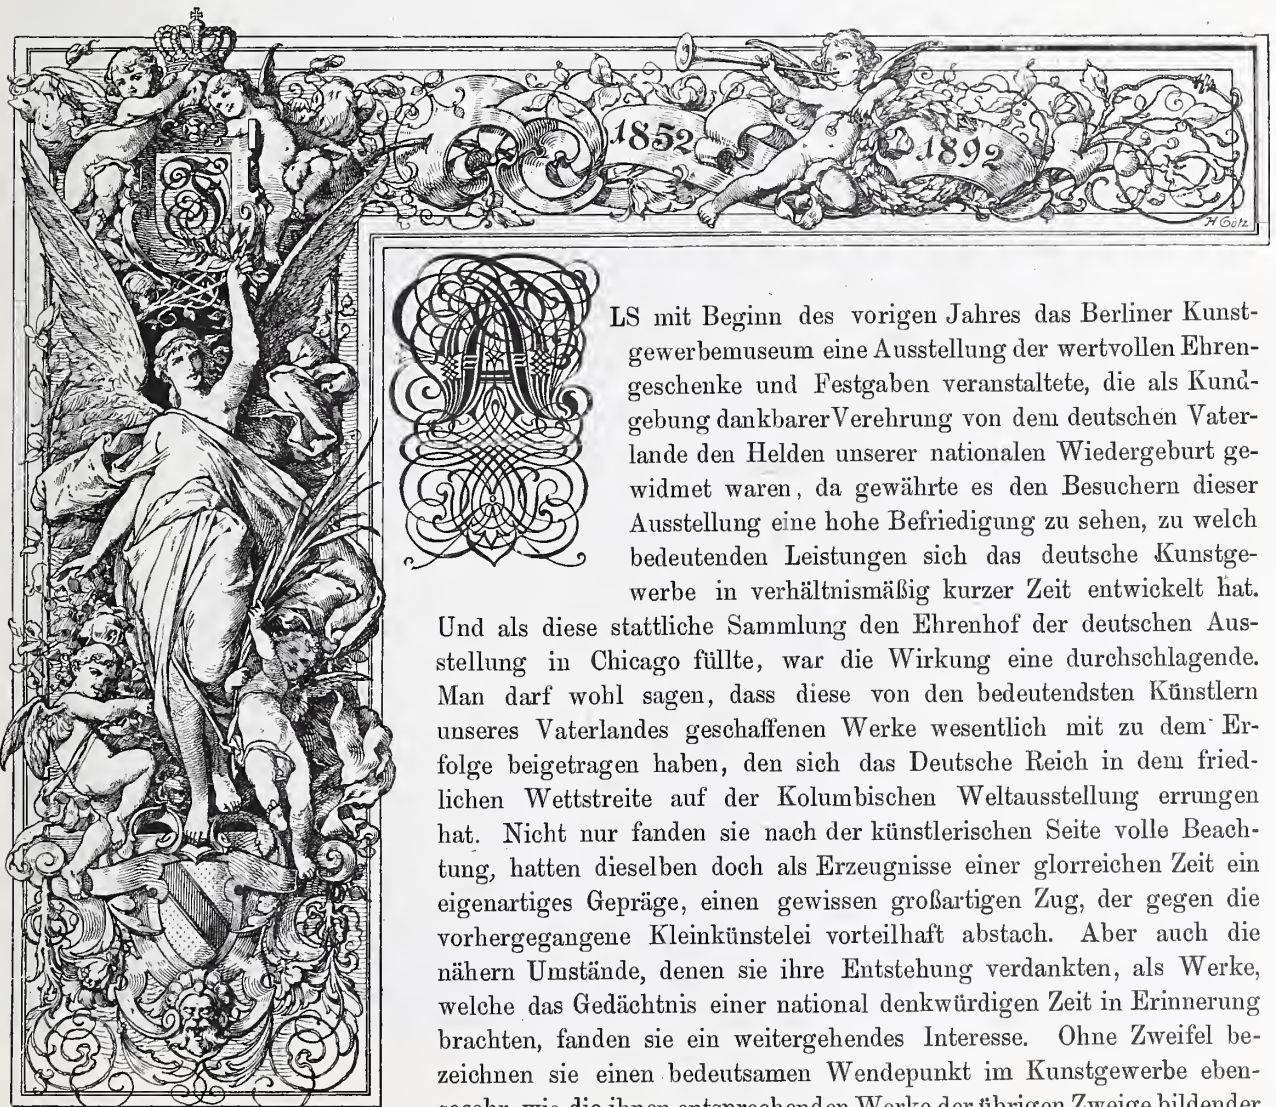 1852 1892
H Götz
ALS mit Beginn des vorigen Jahres das Berliner Kunst-
gewerbemuseum eine Ausstellung der wertvollen Ehren-
geschenke und Festgaben veranstaltete, die als Kund-
gebung dankbarer Verehrung von dem deutschen Vater-
lande den Helden unserer nationalen Wiedergeburt ge-
widmet waren, da gewährte es den Besuchern dieser
Ausstellung eine hohe Befriedigung zu sehen, zu welch
bedeutenden Leistungen sich das deutsche Kunstge-
werbe in verhältnismäßig kurzer Zeit entwickelt hat.
Und als diese stattliche Sammlung den Ehrenhof der deutschen Aus-
stellung in Chicago füllte, war die Wirkung eine durchschlagende.
Man darf wohl sagen, dass diese von den bedeutendsten Künstlern
unseres Vaterlandes geschaffenen Werke wesentlich mit zu dem Er-
folge beigetragen haben, den sich das Deutsche Reich in dem fried-
lichen Wettstreite auf der Kolumbischen Weltausstellung errungen
hat. Nicht nur fanden sie nach der künstlerischen Seite volle Beach-
tung, hatten dieselben doch als Erzeugnisse einer glorreichen Zeit ein
eigenartiges Gepräge, einen gewissen großartigen Zug, der gegen die
vorhergegangene Kleinkünstelei vorteilhaft abstach. Aber auch die
nähern Umstände, denen sie ihre Entstehung verdankten, als Werke,
welche das Gedächtnis einer national denkwürdigen Zeit in Erinnerung
brachten, fanden sie ein weitergehendes Interesse. Ohne Zweifel be-
zeichnen sie einen bedeutsamen Wendepunkt im Kunstgewerbe eben-
wie die ihnen entsprechenden Werke der übrigen Zweige bildender